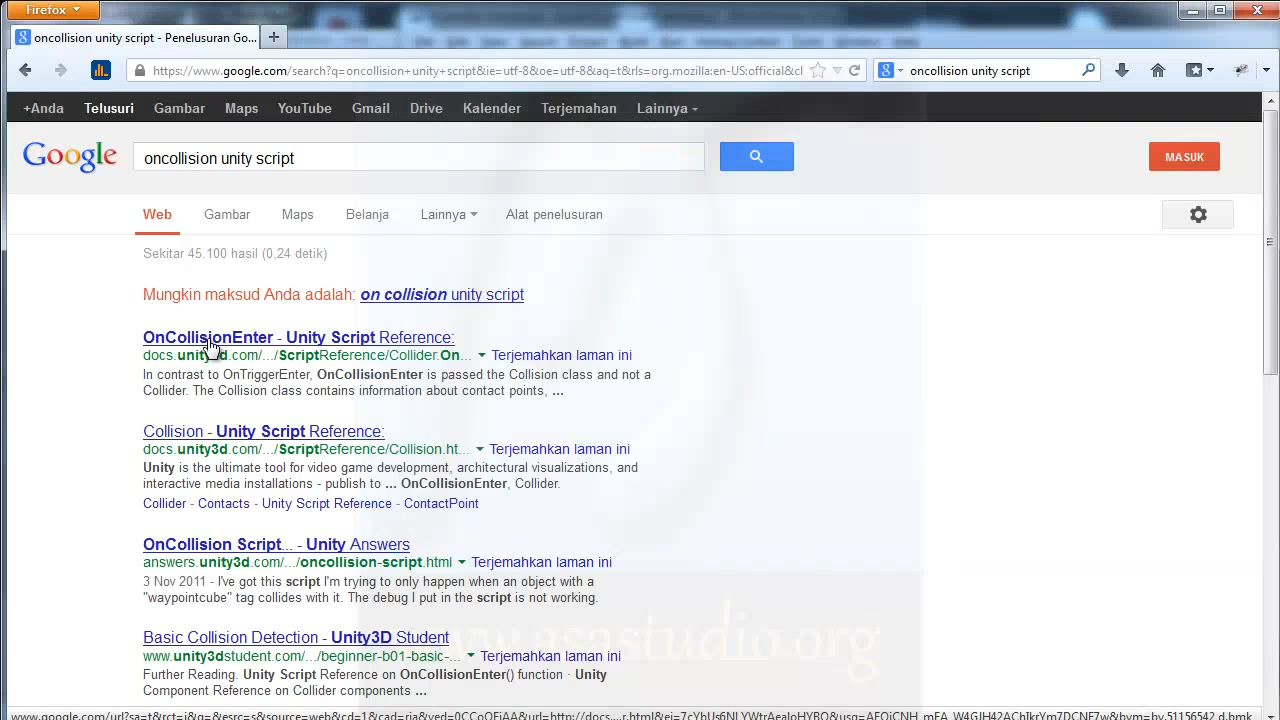 Firefox
oncollision unity script - Penelusuran Go...
https://www.google.com/search?q=oncollision+unity+script&ie=utf-8&oe=utf-8&aq=t&rls=org.mozilla:en-US:official&cl
oncollision unity script
+Anda Telusuri Gambar Maps YouTube Gmail Drive Kalender Terjemahan Lainnya
Google oncollision unity script MASUK
Web Gambar Maps Belanja Lainnya Alat penelusuran
Sekitar 45.100 hasil (0,24 detik)
Mungkin maksud Anda adalah: on collision unity script
OnCollisionEnter - Unity Script Reference:
docs.unity3d.com/.../ScriptReference/Collider.On... Terjemahkan laman ini
In contrast to OnTriggerEnter, OnCollisionEnter is passed the Collision class and not a
Collider. The Collision class contains information about contact points, ...
Collision - Unity Script Reference:
docs.unity3d.com/.../ScriptReference/Collision.ht... Terjemahkan laman ini
Unity is the ultimate tool for video game development, architectural visualizations, and
interactive media installations - publish to ... OnCollisionEnter, Collider.
Collider - Contacts - Unity Script Reference - ContactPoint
OnCollision Script... - Unity Answers
answers.unity3d.com/.../oncollision-script.html Terjemahkan laman ini
3 Nov 2011 - I've got this script I'm trying to only happen when an object with a
"waypointcube" tag collides with it. The debug I put in the script is not working.
Basic Collision Detection - Unity3D Student
www.unity3dstudent.com/.../beginner-b01-basic-... Terjemahkan laman ini
Further Reading. Unity Script Reference on OnCollisionEnter() function · Unity
Component Reference on Collider components ...